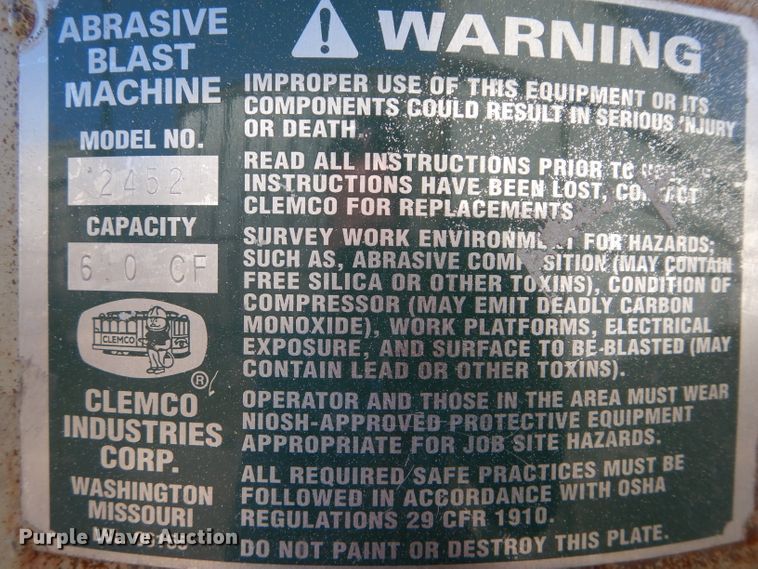 ABRASIVE
BLAST
MACHINE
MODEL NO.
2452
CAPACITY
6.0 CF
CLEMCO
®
CLEMCO
INDUSTRIES
CORP.
WASHINGTON
MISSOURI
WARNING
IMPROPER USE OF THIS EQUIPMENT OR ITS
COMPONENTS COULD RESULT IN SERIOUS INJURY
OR DEATH.
READ ALL INSTRUCTIONS PRIOR TO
INSTRUCTIONS HAVE BEEN LOST, CONTACT
CLEMCO FOR REPLACEMENTS
SURVEY WORK ENVIRONMENT FOR HAZARDS;
SUCH AS, ABRASIVE COMPOSITION (MAY CONTAIN
FREE SILICA OR OTHER TOXINS), CONDITION OF
COMPRESSOR (MAY EMIT DEADLY CARBON
MONOXIDE), WORK PLATFORMS, ELECTRICAL
EXPOSURE, AND SURFACE TO BE-BLASTED (MAY
CONTAIN LEAD OR OTHER TOXINS).
OPERATOR AND THOSE IN THE AREA MUST WEAR
NIOSH-APPROVED PROTECTIVE EQUIPMENT
APPROPRIATE FOR JOB SITE HAZARDS.
ALL REQUIRED SAFE PRACTICES MUST BE
FOLLOWED IN ACCORDANCE WITH OSHA
REGULATIONS 29 CFR 1910.
DO NOT PAINT OR DESTROY THIS PLATE.
Purple Wave Auction